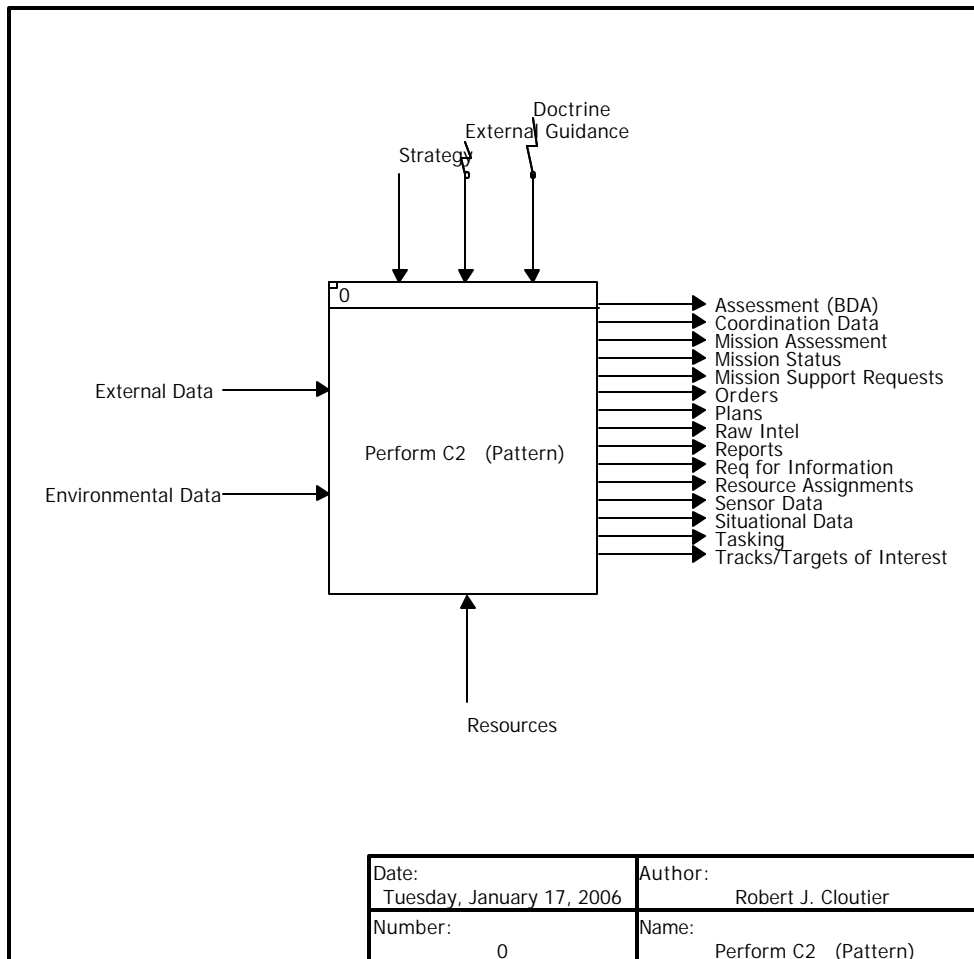 Doctrine
External Guidance
Strategy
0
Assessment (BDA)
Coordination Data
Mission Assessment
Mission Status
Mission Support Requests
External Data
Orders
Plans
Raw Intel
Perform C2 (Pattern)
Reports
Req for Information
Resource Assignments
Environmental Data
Sensor Data
Situational Data
Tasking
Tracks/Targets of Interest
Resources
Date:
Tuesday, January 17, 2006
Author:
Robert J. Cloutier
Number:
0
Name:
Perform C2 (Pattern)